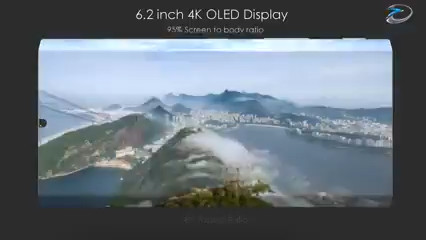 6.2 inch 4K OLED Display
95% Screen to body ratio